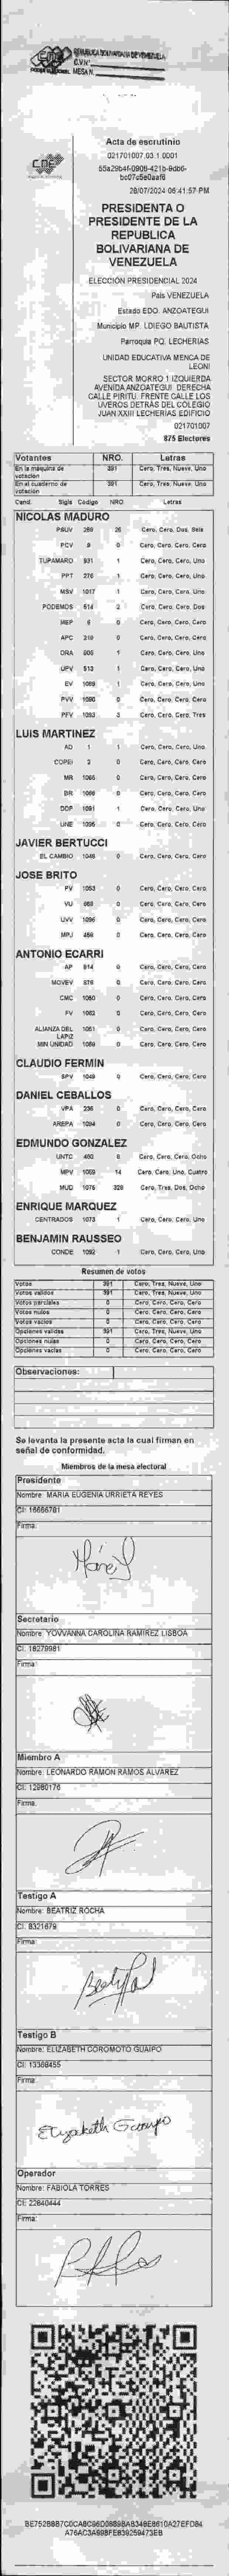 REPUBLICA BOLIVARIANA DE VENEZUELA
C.V.N°
PODER ELECTORAL MESA N.
CNE
Acta de escrutinio
021701007.03.1.0001
28/07/2024 06:41:57 PM
PRESIDENTA O
PRESIDENTE DE LA
REPUBLICA
BOLIVARIANA DE
VENEZUELA
ELECCIÓN PRESIDENCIAL 2024
País VENEZUELA
Estado EDO. ANZOATEGUI
Municipio MP. LDIEGO BAUTISTA
Parroquia PQ. LECHERIAS
UNIDAD EDUCATIVA MENCA DE
LEONI
SECTOR MORRO 1 IZQUIERDA
AVENIDA ANZOATEGUI. DERECHA
CALLE PIRITU. FRENTE CALLE LOS
UVEROS DETRÁS DEL COLEGIO
JUAN XXIII LECHERIAS EDIFICIO
021701007
875 Electores
Votantes NRO. Letras
En la máquina de votación 391 Cero, Tres, Nueve, Uno
En el cuaderno de votación 391 Cero, Tres, Nueve, Uno
Cand. Sigla Código NRO Letras
NICOLAS MADURO
PSUV 269 26 Cero, Cero, Dos, Seis
PCV 9 0 Cero, Cero, Cero, Cero
TUPAMARO 931 1 Cero, Cero, Cero, Uno
PPT 276 1 Cero, Cero, Cero, Uno
MSV 1017 1 Cero, Cero, Cero, Uno
PODEMOS 514 2 Cero, Cero, Cero, Dos
MEP 6 0 Cero, Cero, Cero, Cero
APC 0 Cero, Cero, Cero, Cero
ORA 1 Cero, Cero, Cero, Uno
UPV 513 1 Cero, Cero, Cero, Uno
EV 1089 1 Cero, Cero, Cero, Uno
PVV 1090 0 Cero, Cero, Cero, Cero
PFV 1093 3 Cero, Cero, Cero, Tres
LUIS MARTINEZ
AD 1 1 Cero, Cero, Cero, Uno
COPEI 2 0 Cero, Cero, Cero, Cero
MR 1065 0 Cero, Cero, Cero, Cero
BR 1066 0 Cero, Cero, Cero, Cero
DDP 1091 1 Cero, Cero, Cero, Uno
UNE 1095 0 Cero, Cero, Cero, Cero
JAVIER BERTUCCI
EL CAMBIO 1046 0 Cero, Cero, Cero, Cero
JOSE BRITO
PV 1053 0 Cero, Cero, Cero, Cero
VU 0 Cero, Cero, Cero, Cero
UVV 1096 0 Cero, Cero, Cero, Cero
MPJ 0 Cero, Cero, Cero, Cero
ANTONIO ECARRI
AP 914 0 Cero, Cero, Cero, Cero
MOVEV 0 Cero, Cero, Cero, Cero
CMC 1060 0 Cero, Cero, Cero, Cero
FV 1062 0 Cero, Cero, Cero, Cero
ALIANZA DEL LAPIZ 1051 0 Cero, Cero, Cero, Cero
MIN UNIDAD 1059 0 Cero, Cero, Cero, Cero
CLAUDIO FERMIN
SPV 1049 0 Cero, Cero, Cero, Cero
DANIEL CEBALLOS
VPA 236 0 Cero, Cero, Cero, Cero
AREPA 1094 0 Cero, Cero, Cero, Cero
EDMUNDO GONZALEZ
UNTC 8 Cero, Cero, Cero, Ocho
MPV 1009 14 Cero, Cero, Uno, Cuatro
MUD 1076 328 Cero, Tres, Dos, Ocho
ENRIQUE MARQUEZ
CENTRADOS 1073 1 Cero, Cero, Cero, Uno
BENJAMIN RAUSSEO
CONDE 1092 1 Cero, Cero, Cero, Uno
Resumen de votos
Votos 391 Cero, Tres, Nueve, Uno
Votos válidos 391 Cero, Tres, Nueve, Uno
Votos parciales 0 Cero, Cero, Cero, Cero
Votos nulos 0 Cero, Cero, Cero, Cero
Votos vacíos 0 Cero, Cero, Cero, Cero
Opciones válidas 391 Cero, Tres, Nueve, Uno
Opciones nulas 0 Cero, Cero, Cero, Cero
Opciones vacías 0 Cero, Cero, Cero, Cero
Observaciones:
Se levanta la presente acta la cual firman en
señal de conformidad.
Miembros de la mesa electoral
Presidente
Nombre: MARIA EUGENIA URRIETA REYES
CI: 16666781
Firma:
Secretario
Nombre: YOVVANNA CAROLINA RAMIREZ LISBOA
CI: 18279981
Firma:
Miembro A
Nombre: LEONARDO RAMON RAMOS ALVAREZ
CI: 12980176
Firma:
Testigo A
Nombre: BEATRIZ ROCHA
CI: 8321679
Firma:
Testigo B
Nombre: ELIZABETH COROMOTO GUAIPO
CI: 13368455
Firma:
Elizabeth Guaipo
Operador
Nombre: FABIOLA TORRES
CI: 22840444
Firma: